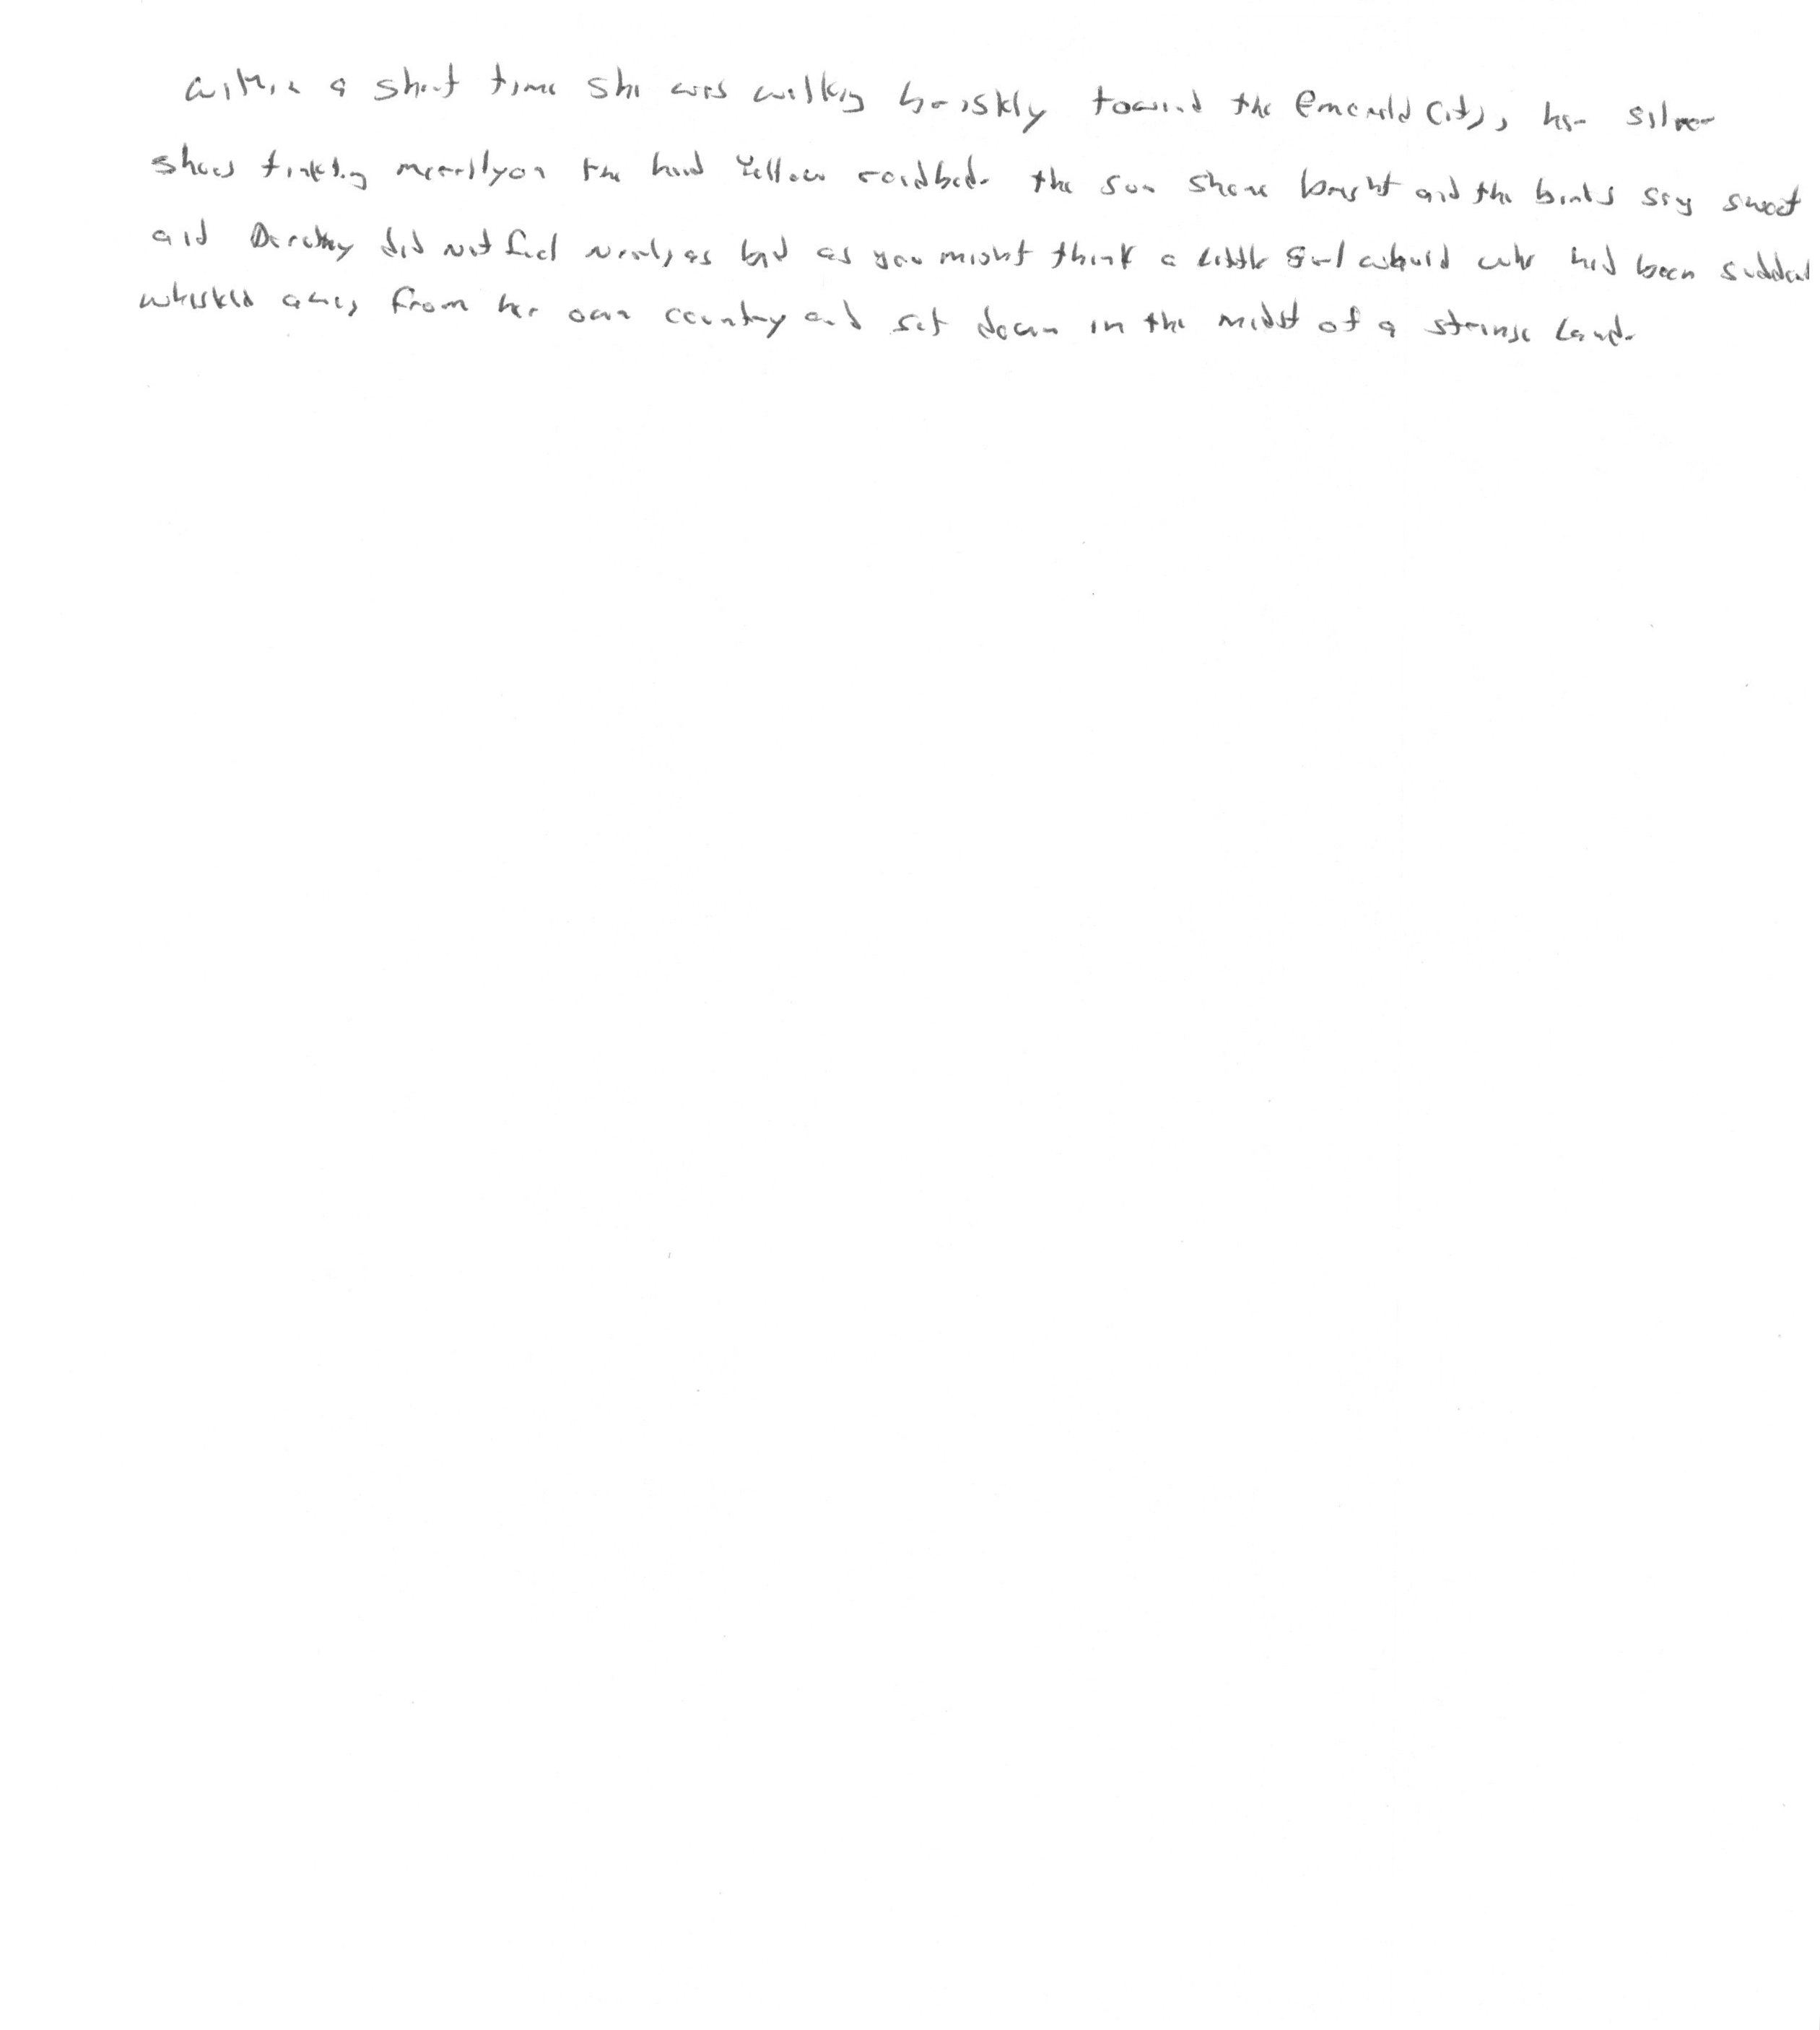 within a short time she was walking briskly toward the Emerald City, her silver
shoes tinkling merrily on the hard yellow roadbed. the sun shone bright and the birds sang sweet
and Dorothy did not feel nearly as bad as you might think a little girl would who had been sudden
whisked away from her own country and set down in the midst of a strange land.